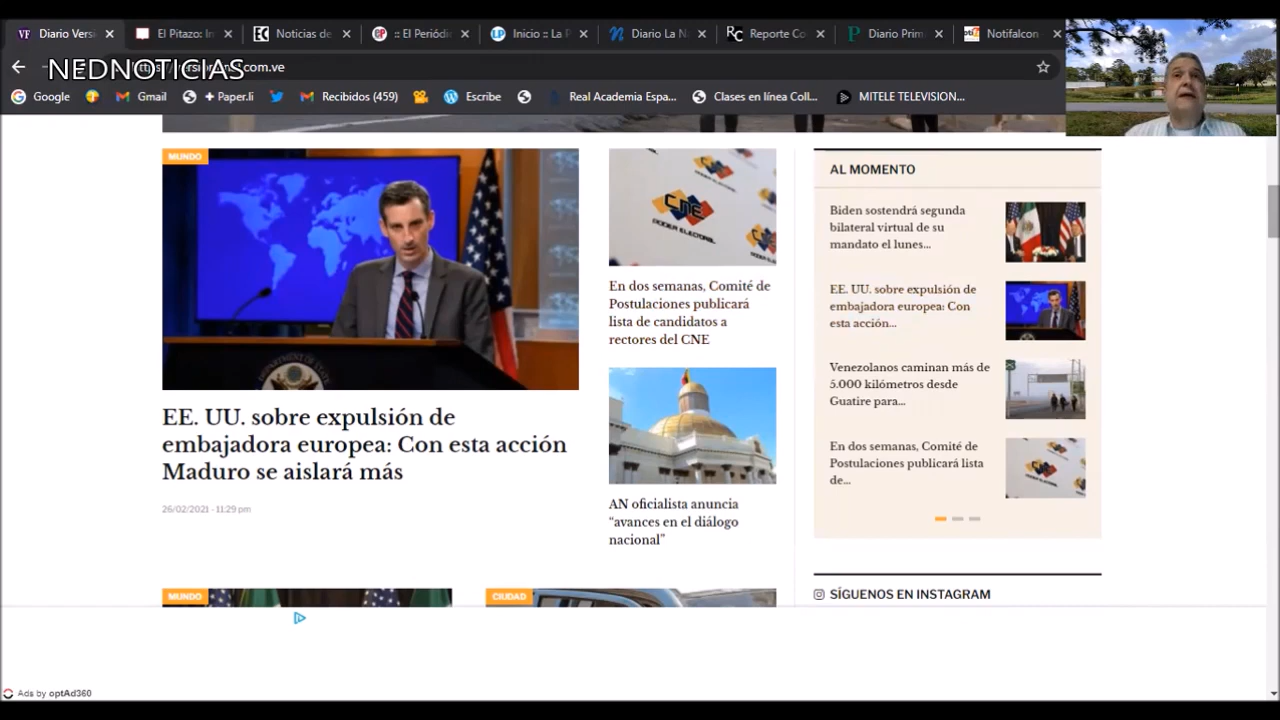 Diario Versi
El Pitazo: In
Noticias de
:: El Periódi
Inicio :: La P
Diario La N
Reporte Co
Diario Prim
Notifalcon
NEDNOTICIAS
.com.ve
Google
Gmail
+ Paper.li
Recibidos (459)
Escribe
Real Academia Espa...
Clases en línea Coll...
MITELE TELEVISION...
MUNDO
EE. UU. sobre expulsión de
embajadora europea: Con esta acción
Maduro se aislará más
26/02/2021 - 11:29 pm
CNE
PODER ELECTORAL
En dos semanas, Comité de
Postulaciones publicará
lista de candidatos a
rectores del CNE
AN oficialista anuncia
“avances en el diálogo
nacional”
AL MOMENTO
Biden sostendrá segunda
bilateral virtual de su
mandato el lunes...
EE. UU. sobre expulsión de
embajadora europea: Con
esta acción...
Venezolanos caminan más de
5.000 kilómetros desde
Guatire para...
En dos semanas, Comité de
Postulaciones publicará lista
de...
SÍGUENOS EN INSTAGRAM
MUNDO
CIUDAD
Ads by optAd360